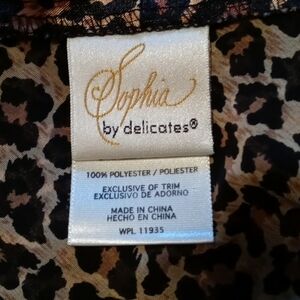 Sophia
by delicates®
100% POLYESTER / POLIESTER
EXCLUSIVE OF TRIM
EXCLUSIVO DE ADORNO
MADE IN CHINA
HECHO EN CHINA
WPL 11935